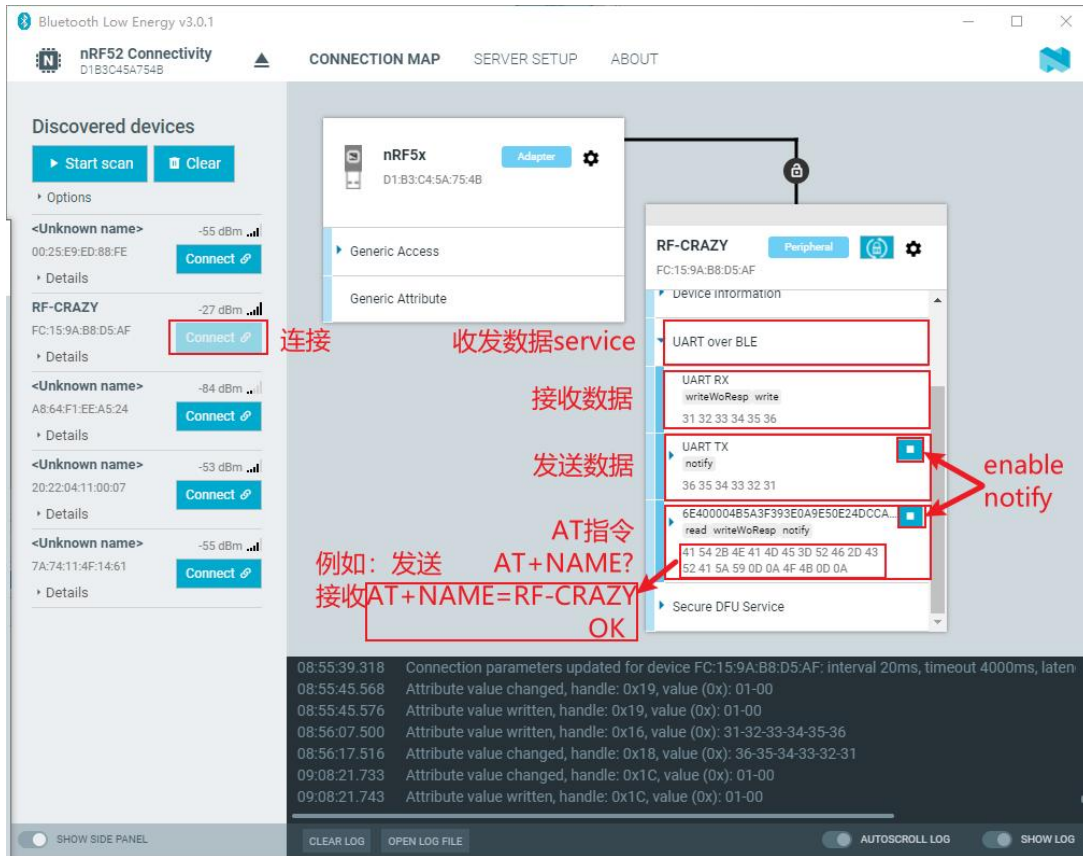 Bluetooth Low Energy v3.0.1
nRF52 Connectivity
D1B3C45A754B
CONNECTION MAP
SERVER SETUP
ABOUT
Discovered devices
Start scan
Clear
Options
<Unknown name>
-55 dBm
00:25:E9:ED:88:FE
Connect
Details
RF-CRAZY
-27 dBm
FC:15:9A:B8:D5:AF
Connect
连接
Details
<Unknown name>
-84 dBm
A8:64:F1:EE:A5:24
Connect
Details
<Unknown name>
-53 dBm
20:22:04:11:00:07
Connect
Details
<Unknown name>
-55 dBm
7A:74:11:4F:14:61
Connect
Details
nRF5x
Adapter
D1:B3:C4:5A:75:4B
Generic Access
Generic Attribute
RF-CRAZY
Peripheral
FC:15:9A:B8:D5:AF
Device Information
收发数据service
UART over BLE
接收数据
UART RX
writeWoResp write
31 32 33 34 35 36
发送数据
UART TX
notify
36 35 34 33 32 31
enable
notify
AT指令
6E400004B5A3F393E0A9E50E24DCCA...
read writeWoResp notify
41 54 2B 4E 41 4D 45 3D 52 46 2D 43
52 41 5A 59 0D 0A 4F 4B 0D 0A
例如：发送 AT+NAME?
接收AT+NAME=RF-CRAZY
OK
Secure DFU Service
08:55:39.318 Connection parameters updated for device FC:15:9A:B8:D5:AF: interval 20ms, timeout 4000ms, laten
08:55:45.568 Attribute value changed, handle: 0x19, value (0x): 01-00
08:55:45.576 Attribute value written, handle: 0x19, value (0x): 01-00
08:56:07.500 Attribute value written, handle: 0x16, value (0x): 31-32-33-34-35-36
08:56:17.516 Attribute value changed, handle: 0x18, value (0x): 36-35-34-33-32-31
09:08:21.733 Attribute value changed, handle: 0x1C, value (0x): 01-00
09:08:21.743 Attribute value written, handle: 0x1C, value (0x): 01-00
SHOW SIDE PANEL
CLEAR LOG
OPEN LOG FILE
AUTOSCROLL LOG
SHOW LOG